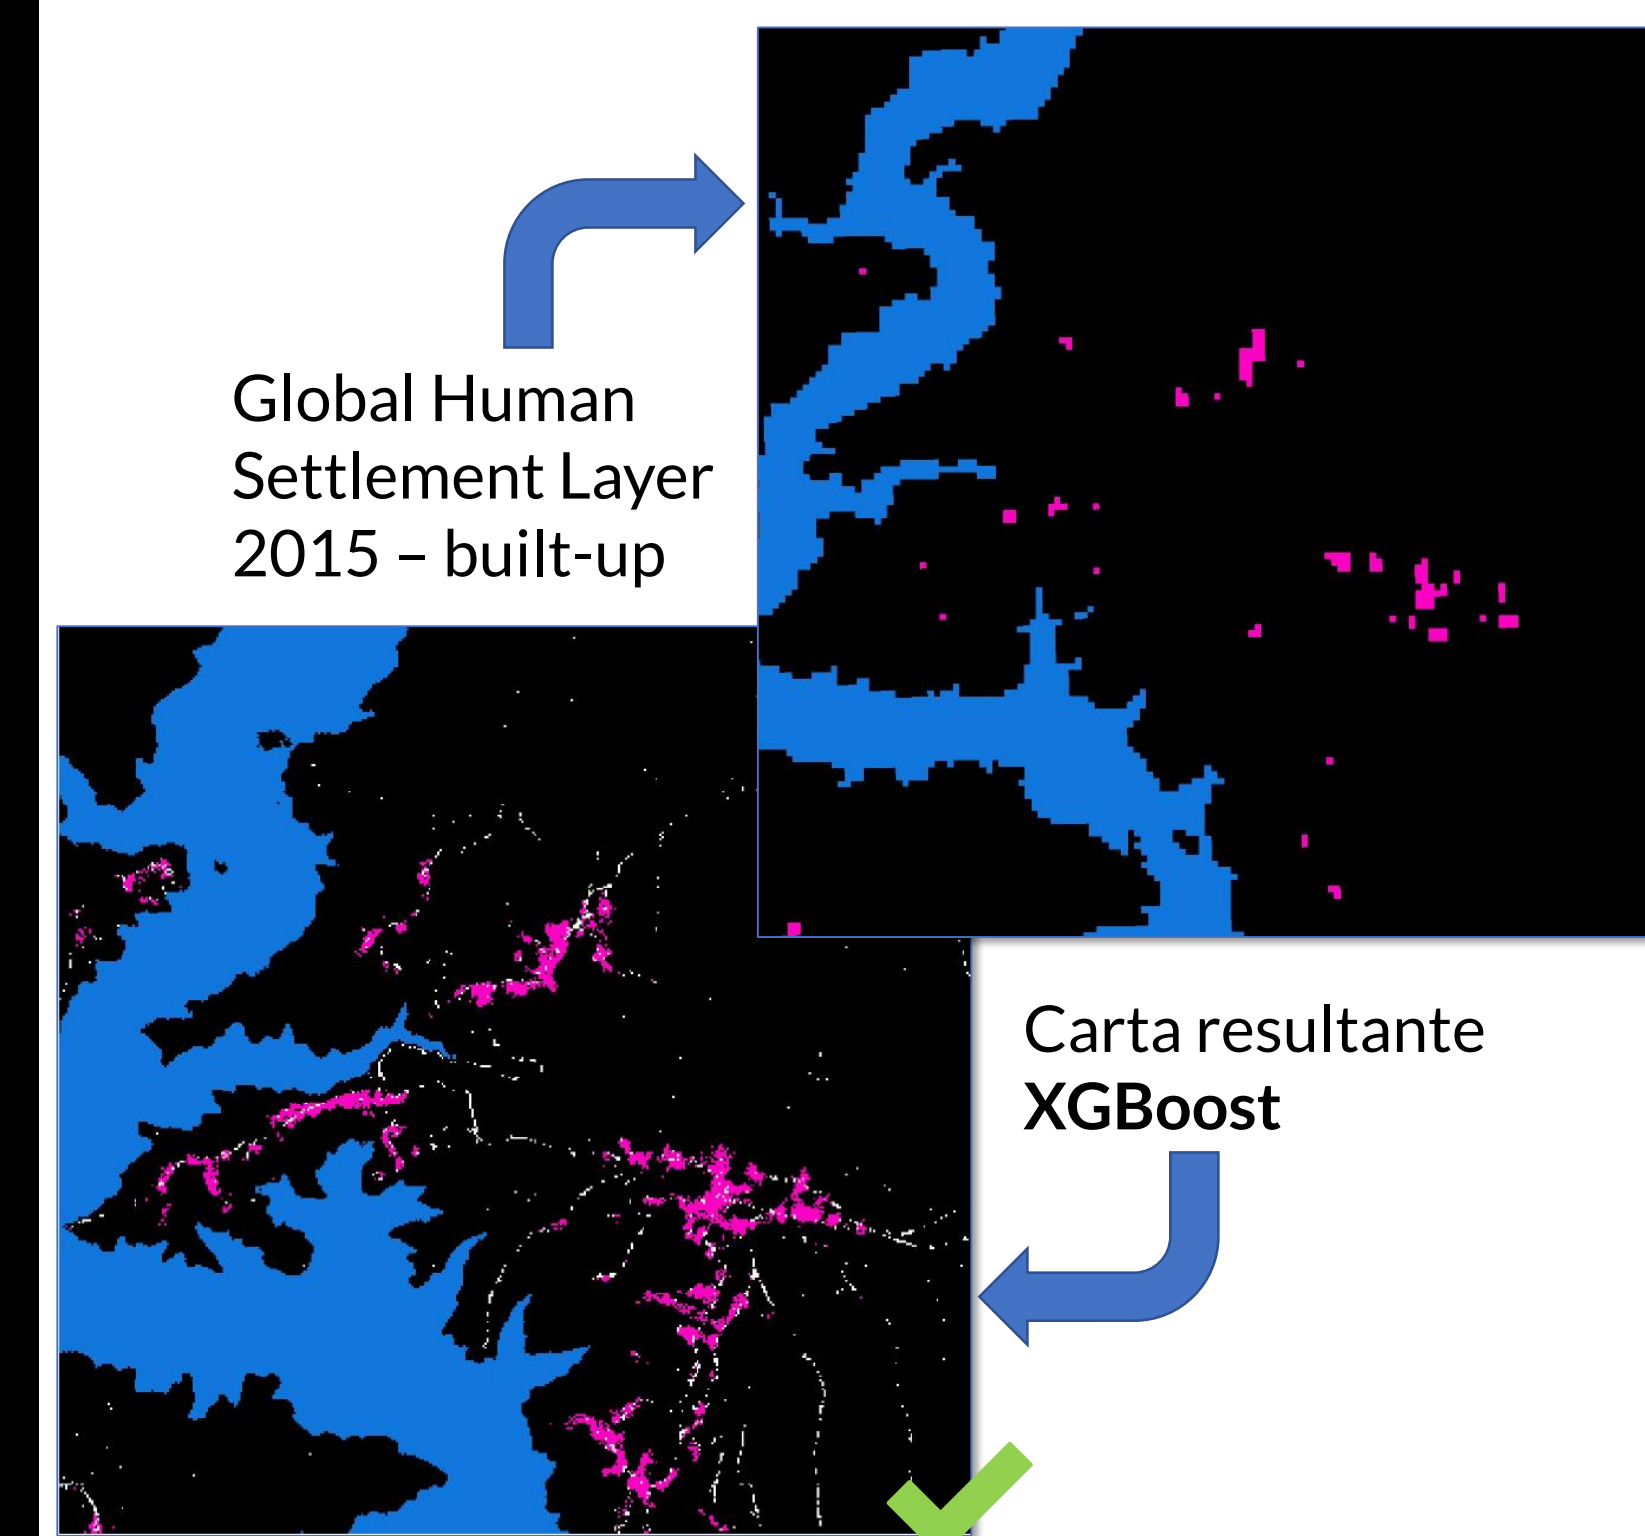 Global Human
Settlement Layer
2015 – built-up
Carta resultante
XGBoost